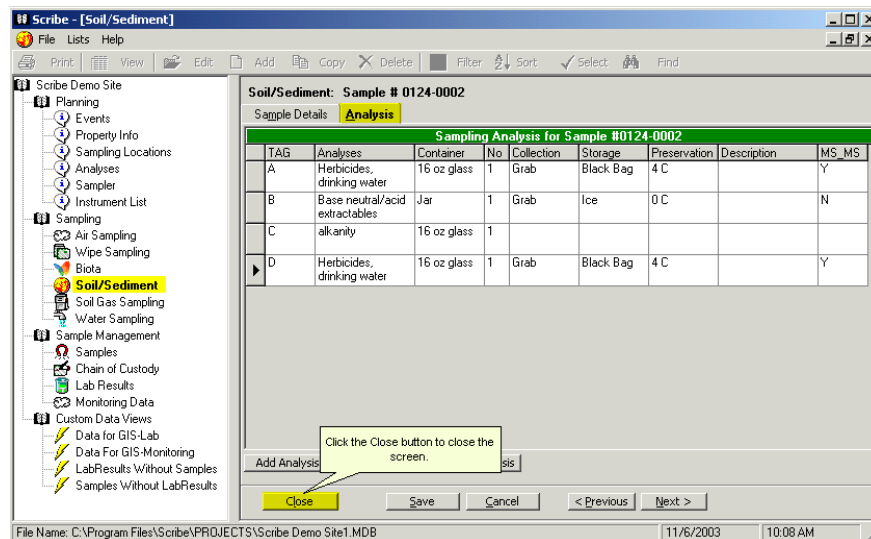 Scribe - [Soil/Sediment]
File Lists Help
Print View Edit Add Copy Delete Filter Sort Select Find
Scribe Demo Site
Planning
Events
Property Info
Sampling Locations
Analyses
Sampler
Instrument List
Sampling
Air Sampling
Wipe Sampling
Biota
Soil/Sediment
Soil Gas Sampling
Water Sampling
Sample Management
Samples
Chain of Custody
Lab Results
Monitoring Data
Custom Data Views
Data for GIS-Lab
Data For GIS-Monitoring
LabResults Without Samples
Samples Without LabResults
Soil/Sediment: Sample # 0124-0002
Sample Details Analysis
Sampling Analysis for Sample #0124-0002
TAG Analyses Container No Collection Storage Preservation Description MS_MS
A Herbicides, 16 oz glass 1 Grab Black Bag 4 C Y
drinking water
B Base neutral/acid Jar 1 Grab Ice 0 C N
extractables
C alkanity 16 oz glass 1
D Herbicides, 16 oz glass 1 Grab Black Bag 4 C Y
drinking water
Click the Close button to close the
screen.
Add Analysis
Close Save Cancel < Previous Next >
File Name: C:\Program Files\Scribe\PROJECTS\Scribe Demo Site1.MDB 11/6/2003 10:08 AM